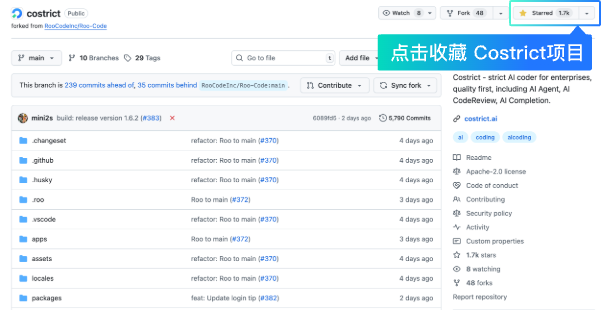 costrict Public
forked from RooCodeInc/Roo-Code
Watch 8
Fork 48
Starred 1.7k
点击收藏 Costrict项目
main
10 Branches
29 Tags
Go to file
t
Add file
This branch is 239 commits ahead of, 35 commits behind RooCodeInc/Roo-Code:main .
Contribute
Sync fork
mini2s build: release version 1.6.2 (#383)
6089fd5 · 2 days ago
5,790 Commits
.changeset refactor: Roo to main (#370) 4 days ago
.github refactor: Roo to main (#370) 4 days ago
.husky refactor: Roo to main (#370) 4 days ago
.roo Roo to main (#372) 3 days ago
.vscode refactor: Roo to main (#370) 4 days ago
apps Roo to main (#372) 3 days ago
assets refactor: Roo to main (#370) 4 days ago
locales refactor: Roo to main (#370) 4 days ago
packages feat: Update login tip (#382) 2 days ago
Costrict - strict AI coder for enterprises,
quality first, including AI Agent, AI
CodeReview, AI Completion.
costrict.ai
ai coding aicoding
Readme
Apache-2.0 license
Code of conduct
Contributing
Security policy
Activity
Custom properties
1.7k stars
8 watching
48 forks
Report repository